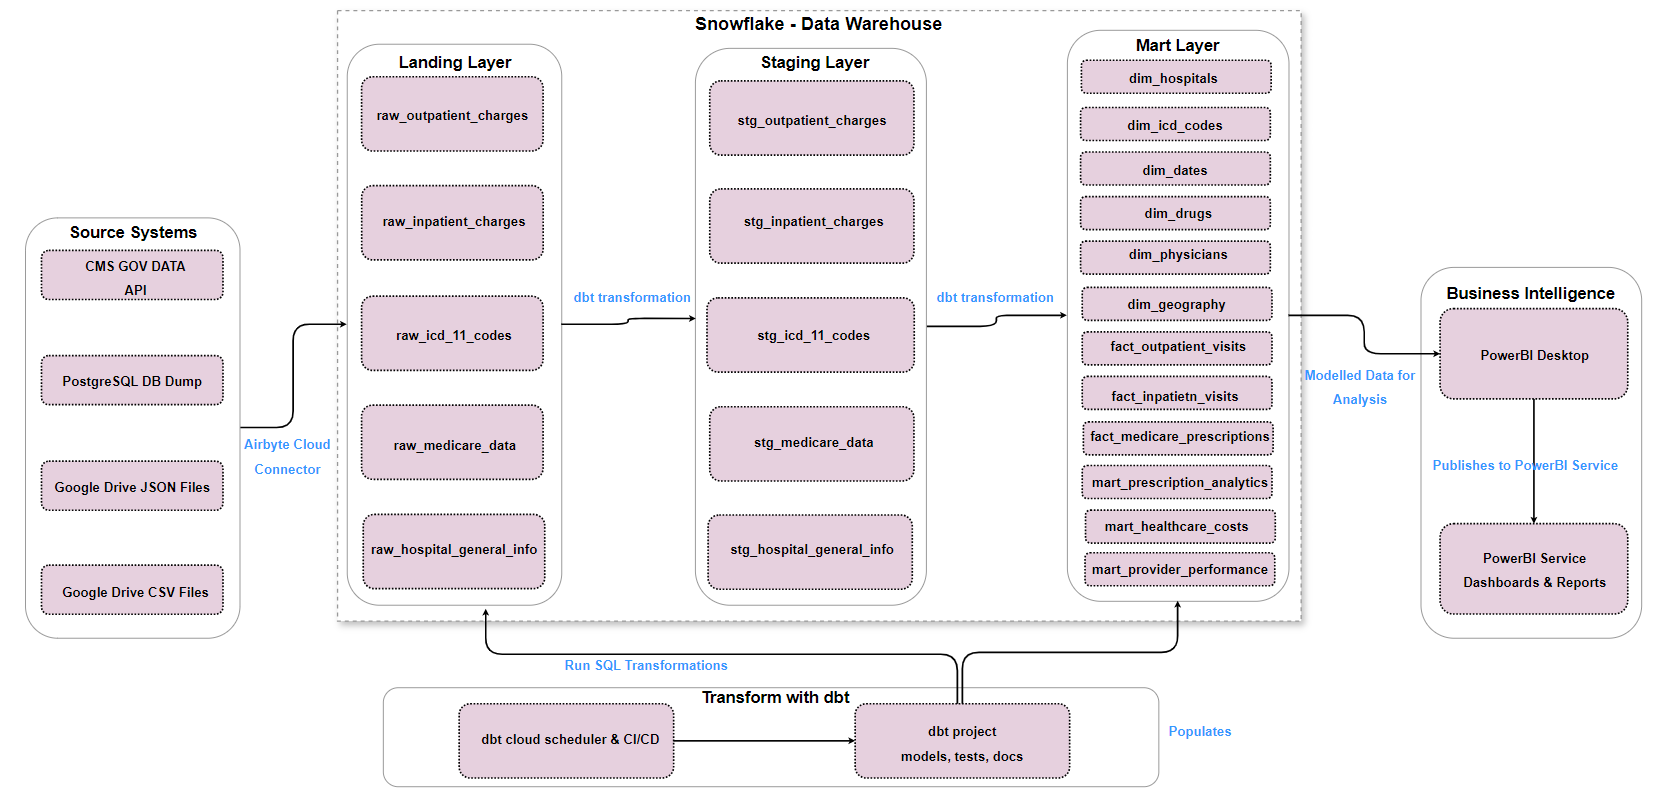 Snowflake - Data Warehouse
Source Systems
CMS GOV DATA
API
PostgreSQL DB Dump
Google Drive JSON Files
Google Drive CSV Files
Airbyte Cloud
Connector
Landing Layer
raw_outpatient_charges
raw_inpatient_charges
raw_icd_11_codes
raw_medicare_data
raw_hospital_general_info
dbt transformation
Staging Layer
stg_outpatient_charges
stg_inpatient_charges
stg_icd_11_codes
stg_medicare_data
stg_hospital_general_info
dbt transformation
Mart Layer
dim_hospitals
dim_icd_codes
dim_dates
dim_drugs
dim_physicians
dim_geography
fact_outpatient_visits
fact_inpatietn_visits
fact_medicare_prescriptions
mart_prescription_analytics
mart_healthcare_costs
mart_provider_performance
Modelled Data for
Analysis
Business Intelligence
PowerBI Desktop
Publishes to PowerBI Service
PowerBI Service
Dashboards & Reports
Run SQL Transformations
Transform with dbt
dbt cloud scheduler & CI/CD
dbt project
models, tests, docs
Populates